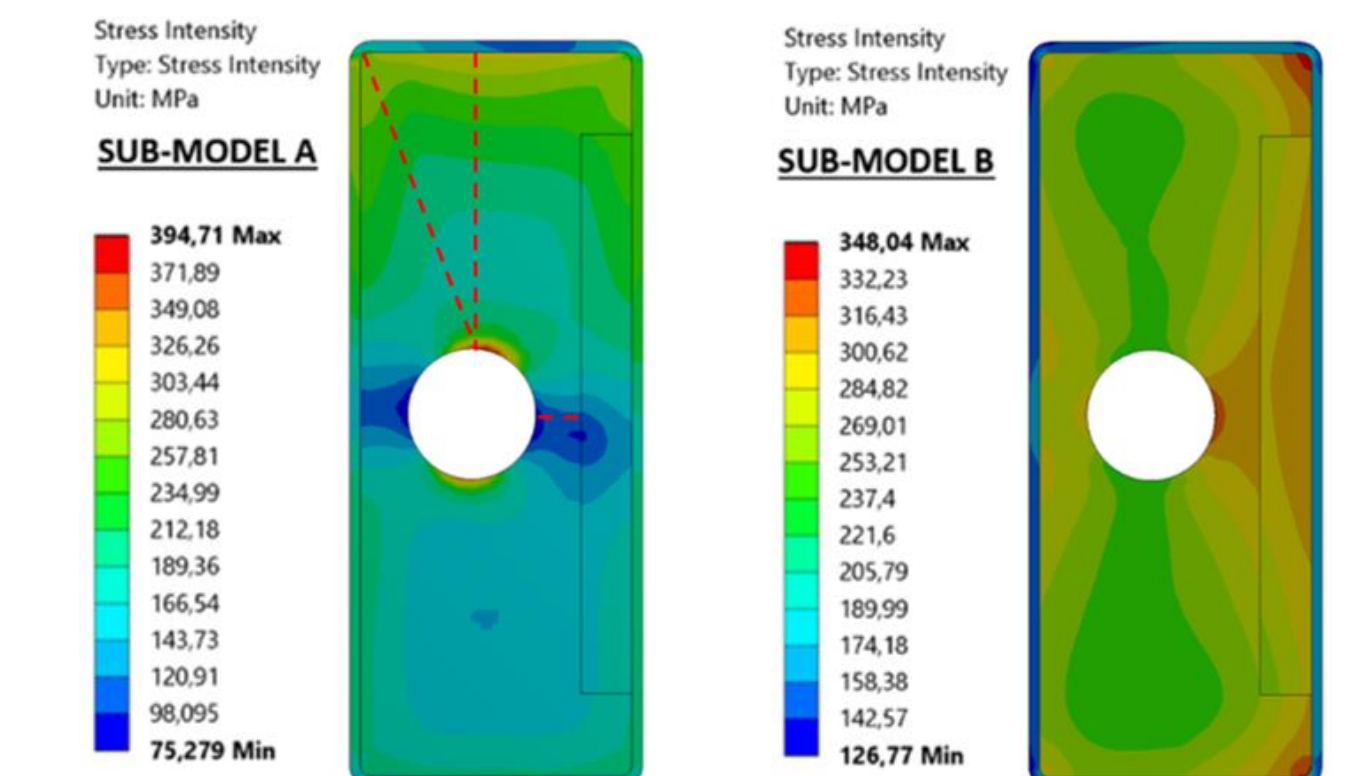 Stress Intensity
Type: Stress Intensity
Unit: MPa
SUB-MODEL A
394,71 Max
371,89
349,08
326,26
303,44
280,63
257,81
234,99
212,18
189,36
166,54
143,73
120,91
98,095
75,279 Min
Stress Intensity
Type: Stress Intensity
Unit: MPa
SUB-MODEL B
348,04 Max
332,23
316,43
300,62
284,82
269,01
253,21
237,4
221,6
205,79
189,99
174,18
158,38
142,57
126,77 Min